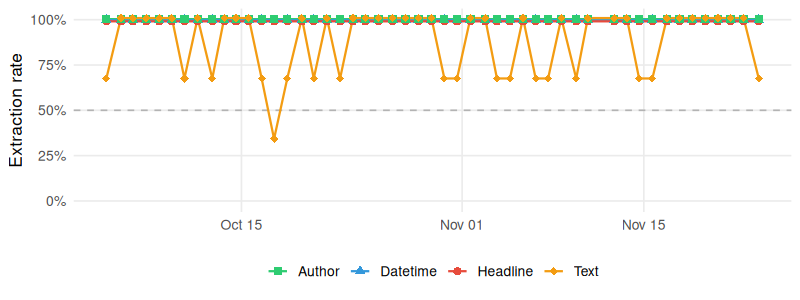 Extraction rate
100%
75%
50%
25%
0%
Oct 15 Nov 01 Nov 15
Author Datetime Headline Text